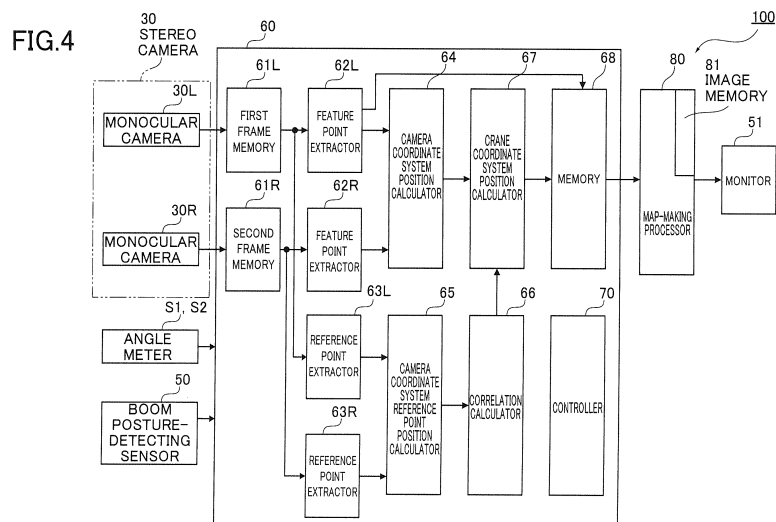 FIG.4
100
30
STEREO
CAMERA
60
61L
62L
64
67
68
80
81
IMAGE
MEMORY
51
30L
MONOCULAR
CAMERA
FIRST
FRAME
MEMORY
FEATURE
POINT
EXTRACTOR
CAMERA
COORDINATE
SYSTEM
POSITION
CALCULATOR
CRANE
COORDINATE
SYSTEM
POSITION
CALCULATOR
MEMORY
MAP-MAKING
PROCESSOR
MONITOR
30R
MONOCULAR
CAMERA
61R
SECOND
FRAME
MEMORY
62R
FEATURE
POINT
EXTRACTOR
S1, S2
ANGLE
METER
50
BOOM
POSTURE-
DETECTING
SENSOR
63L
REFERENCE
POINT
EXTRACTOR
63R
REFERENCE
POINT
EXTRACTOR
65
CAMERA
COORDINATE
SYSTEM
REFERENCE
POINT
POSITION
CALCULATOR
66
CORRELATION
CALCULATOR
70
CONTROLLER